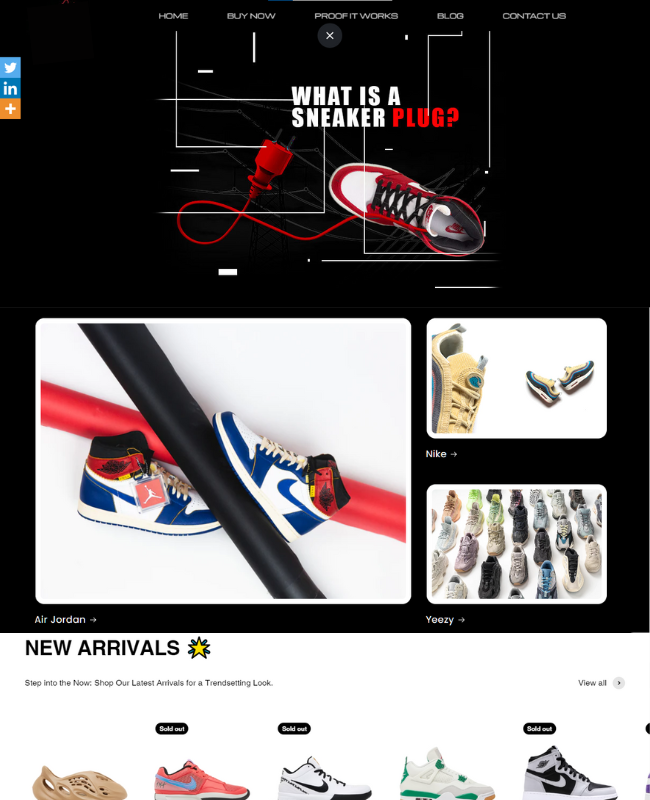 HOME BUY NOW PROOF IT WORKS BLOG CONTACT US
WHAT IS A
SNEAKER PLUG?
Nike →
Air Jordan →
Yeezy →
NEW ARRIVALS 🌟
Step Into the Now: Shop Our Latest Arrivals for a Trendsetting Look.
View all
Sold out
Sold out
Sold out